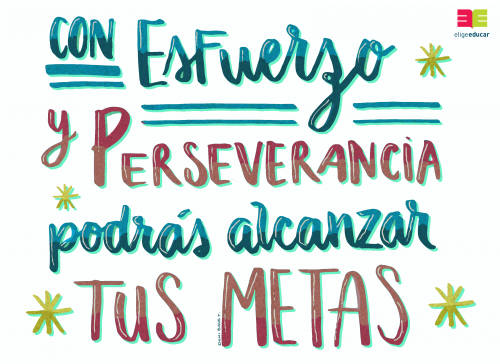 CON Esfuerzo
y Perseverancia
podrás alcanzar
TUS METAS
eligeeducar